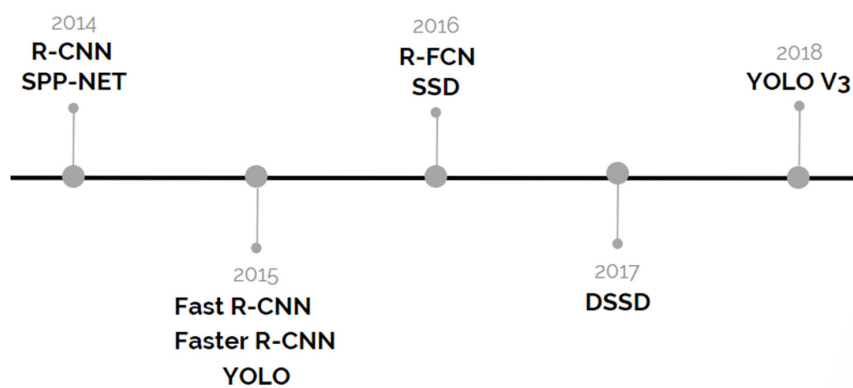 2014
R-CNN
SPP-NET
2015
Fast R-CNN
Faster R-CNN
YOLO
2016
R-FCN
SSD
2017
DSSD
2018
YOLO V3